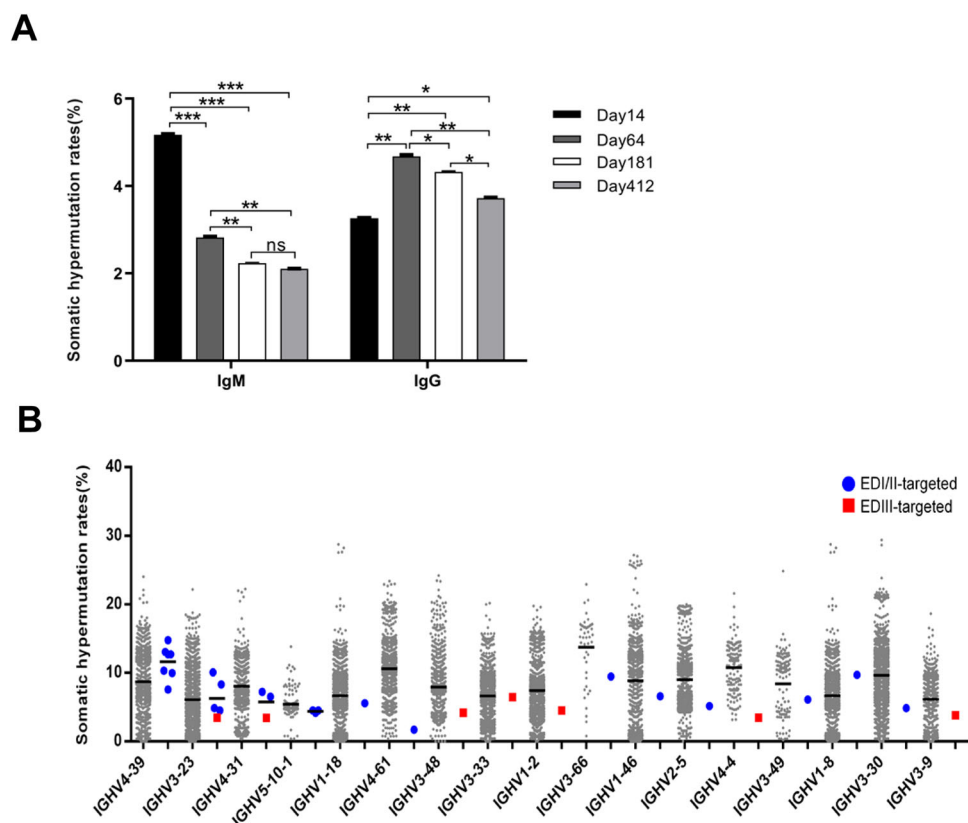 A
Somatic hypermutation rates(%)
6
4
2
0
***
***
***
**
**
ns
*
**
**
**
*
*
IgM
IgG
Day14
Day64
Day181
Day412
B
Somatic hypermutation rates(%)
40
30
20
10
0
EDI/II-targeted
EDIII-targeted
IGHV4-39
IGHV3-23
IGHV4-31
IGHV5-10-1
IGHV1-18
IGHV4-61
IGHV3-48
IGHV3-33
IGHV1-2
IGHV3-66
IGHV1-46
IGHV2-5
IGHV4-4
IGHV3-49
IGHV1-8
IGHV3-30
IGHV3-9